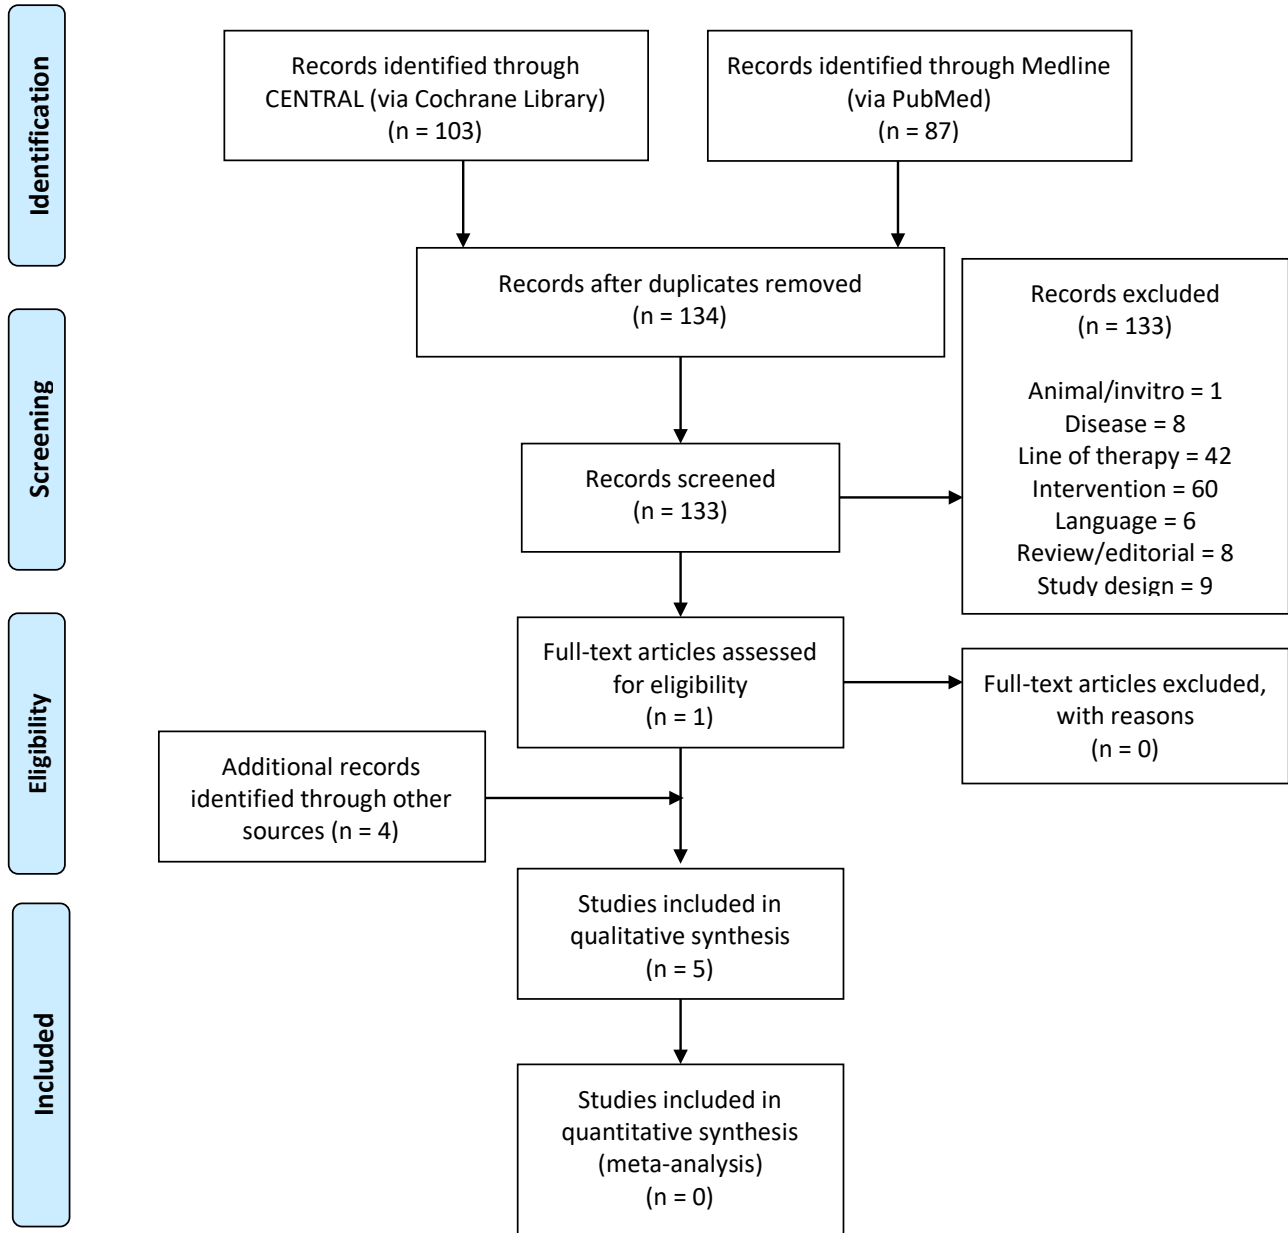 Identification
Records identified through
CENTRAL (via Cochrane Library)
(n = 103)
Records identified through Medline
(via PubMed)
(n = 87)
Records after duplicates removed
(n = 134)
Screening
Records screened
(n = 133)
Records excluded
(n = 133)
Animal/invitro = 1
Disease = 8
Line of therapy = 42
Intervention = 60
Language = 6
Review/editorial = 8
Study design = 9
Eligibility
Full-text articles assessed
for eligibility
(n = 1)
Full-text articles excluded,
with reasons
(n = 0)
Additional records
identified through other
sources (n = 4)
Included
Studies included in
qualitative synthesis
(n = 5)
Studies included in
quantitative synthesis
(meta-analysis)
(n = 0)